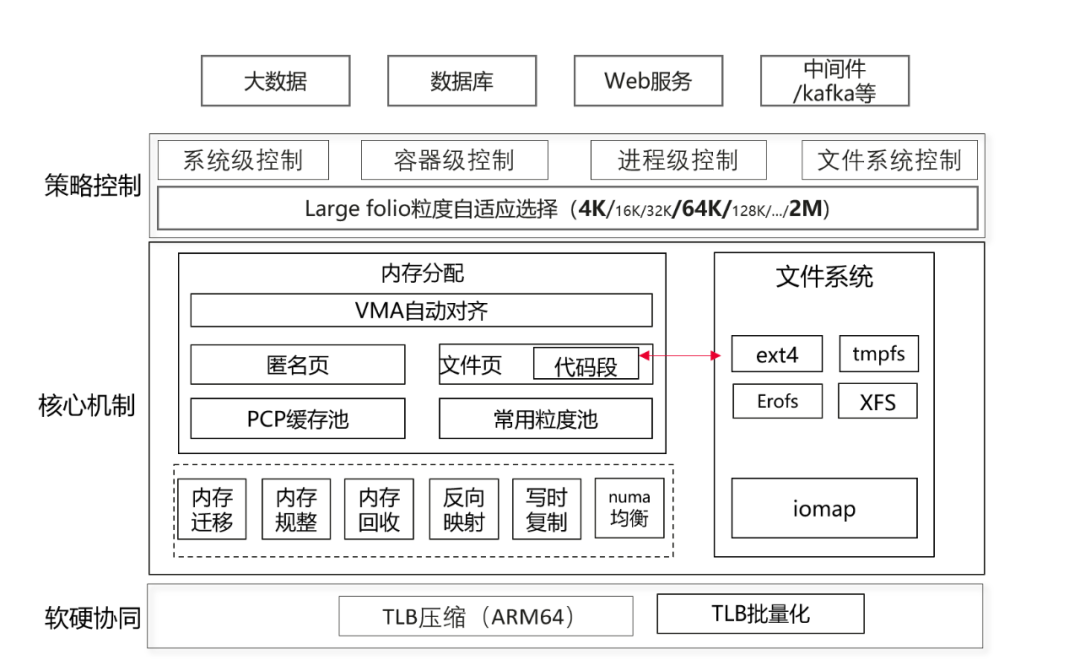 大数据
数据库
Web服务
中间件
/kafka等
策略控制
系统级控制
容器级控制
进程级控制
文件系统控制
Large folio粒度自适应选择（4K/16K/32K/64K/128K/.../2M)
核心机制
内存分配
VMA自动对齐
匿名页
文件页
代码段
PCP缓存池
常用粒度池
内存
迁移
内存
规整
内存
回收
反向
映射
写时
复制
numa
均衡
文件系统
ext4
tmpfs
Erofs
XFS
iomap
软硬协同
TLB压缩（ARM64）
TLB批量化